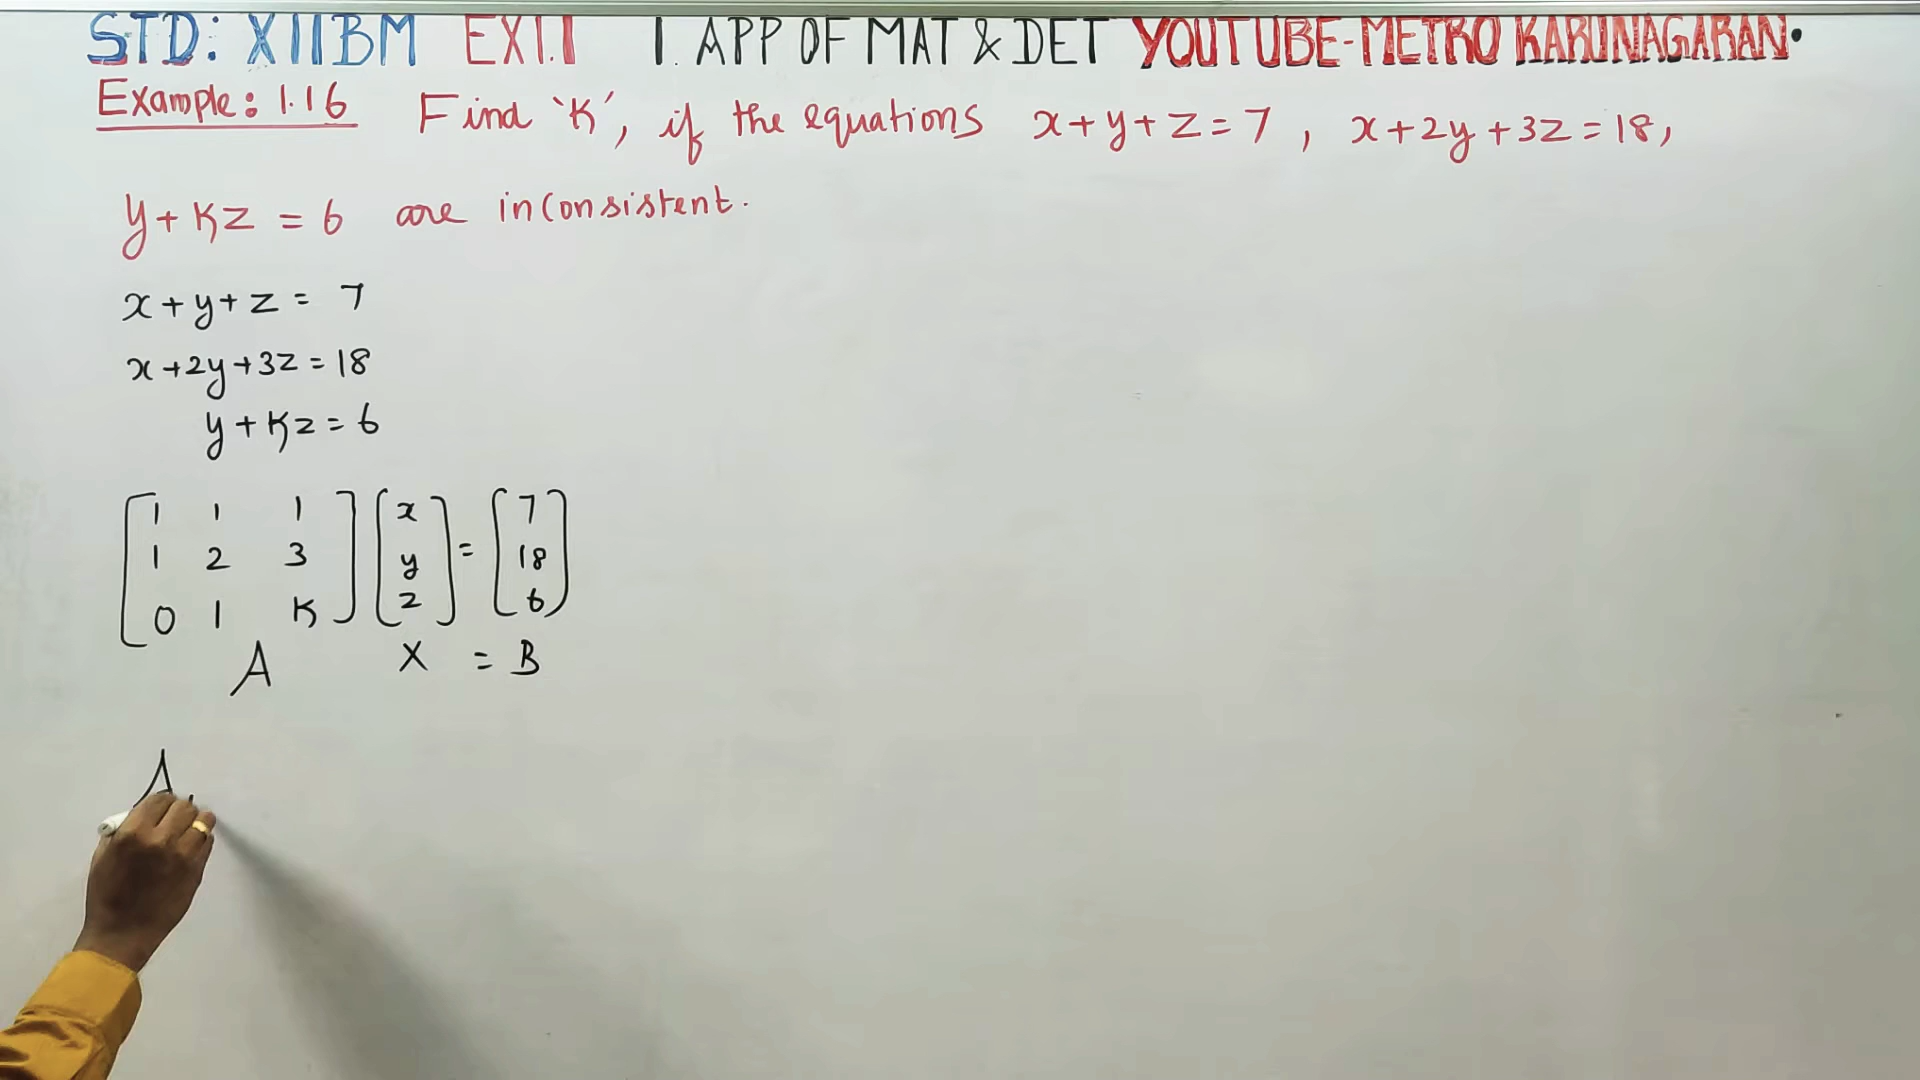 STD: XIIBM EX1.1 1. APP OF MAT & DET YOUTUBE-METRO KARUNAGARAN.
Example: 1.16 Find 'K', if the equations x+y+z=7, x+2y+3z=18,
y+Kz=6 are inconsistent.
x+y+z=7
x+2y+3z=18
y+Kz=6
[1 1 1] [x] = [7]
[1 2 3] [y] [18]
[0 1 K] [z] [6]
A X = B
A